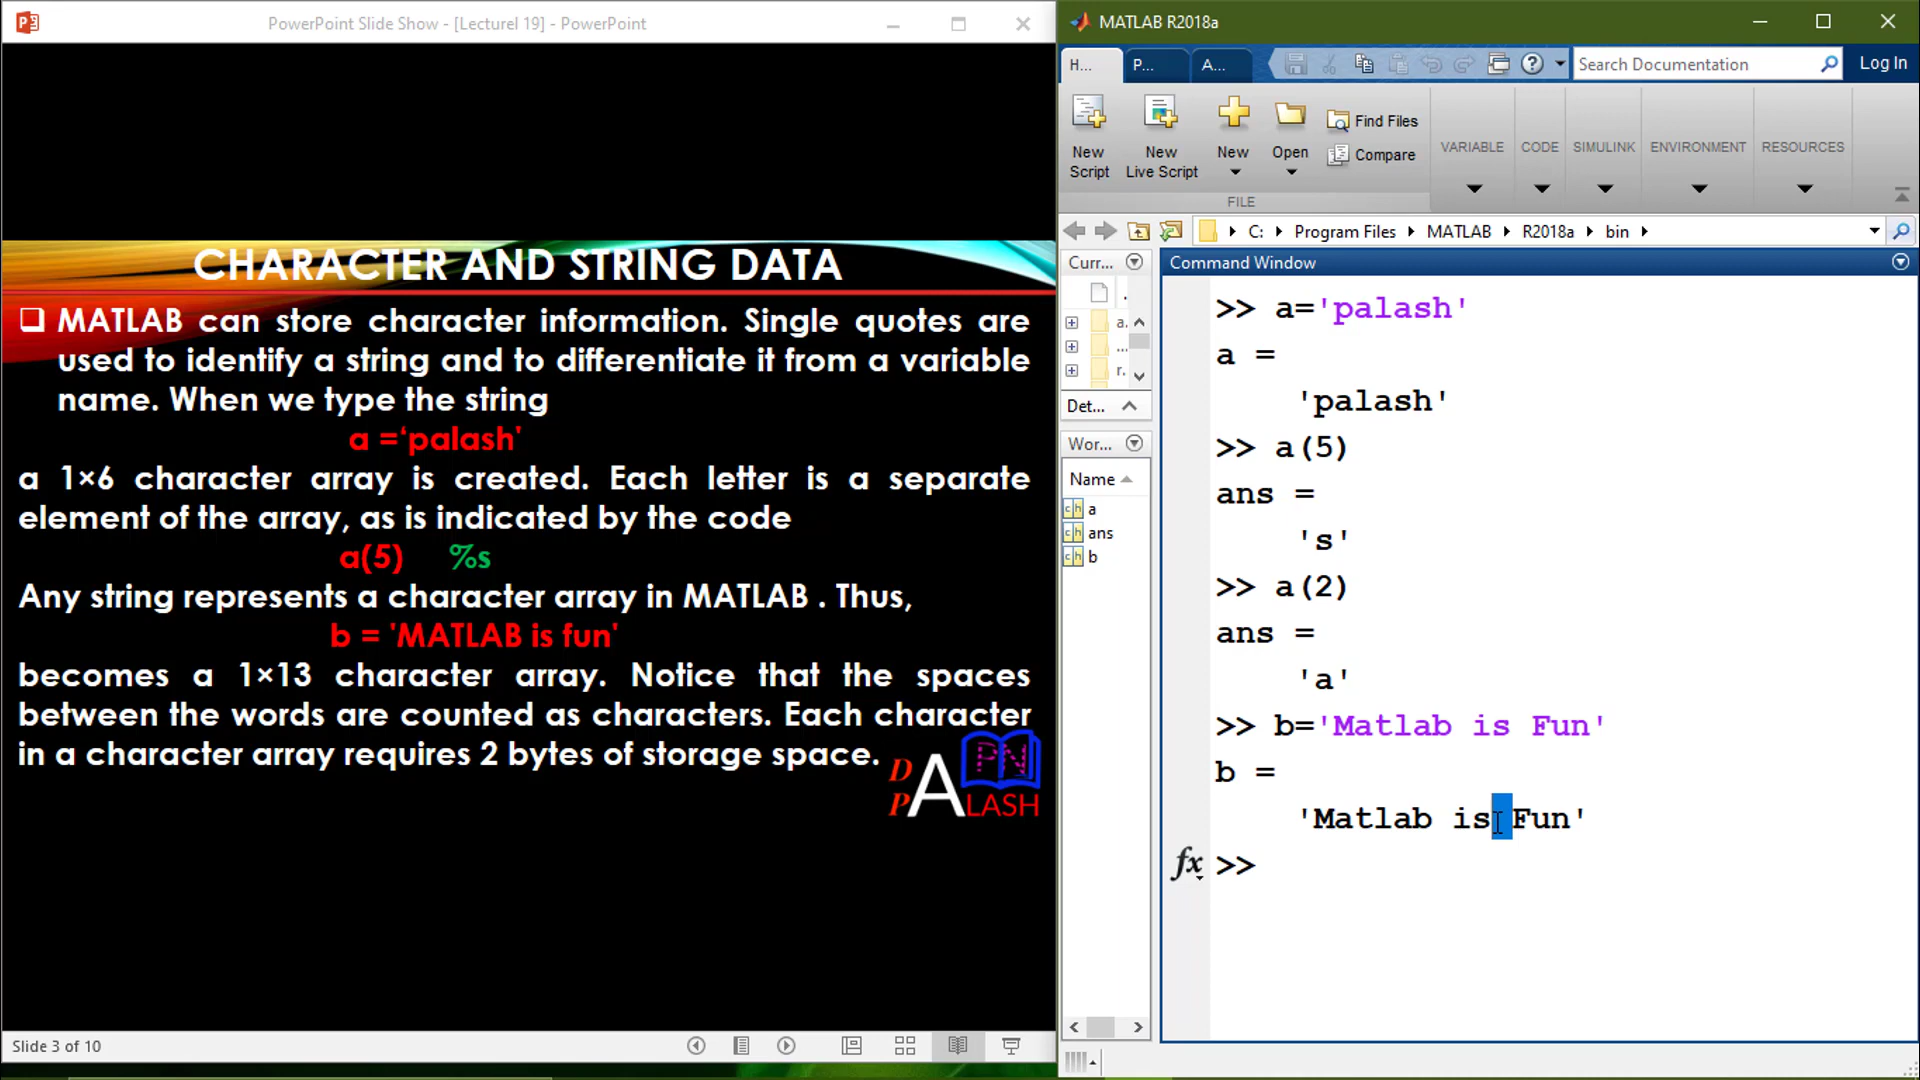 PowerPoint Slide Show - [Lecturel 19] - PowerPoint
CHARACTER AND STRING DATA
MATLAB can store character information. Single quotes are
used to identify a string and to differentiate it from a variable
name. When we type the string
a =‘palash'
a 1×6 character array is created. Each letter is a separate
element of the array, as is indicated by the code
a(5) %s
Any string represents a character array in MATLAB . Thus,
b = 'MATLAB is fun'
becomes a 1×13 character array. Notice that the spaces
between the words are counted as characters. Each character
in a character array requires 2 bytes of storage space.
D
P
A
PN
LASH
Slide 3 of 10
MATLAB R2018a
H... P... A...
Search Documentation
Log In
New
Script
New
Live Script
New
Open
Find Files
Compare
FILE
VARIABLE
CODE
SIMULINK
ENVIRONMENT
RESOURCES
C: Program Files MATLAB R2018a bin
Curr...
.
a.
...
r.
Det...
Wor...
Name
a
ans
b
Command Window
>> a='palash'
a =
'palash'
>> a(5)
ans =
's'
>> a(2)
ans =
'a'
>> b='Matlab is Fun'
b =
'Matlab is Fun'
fx >>